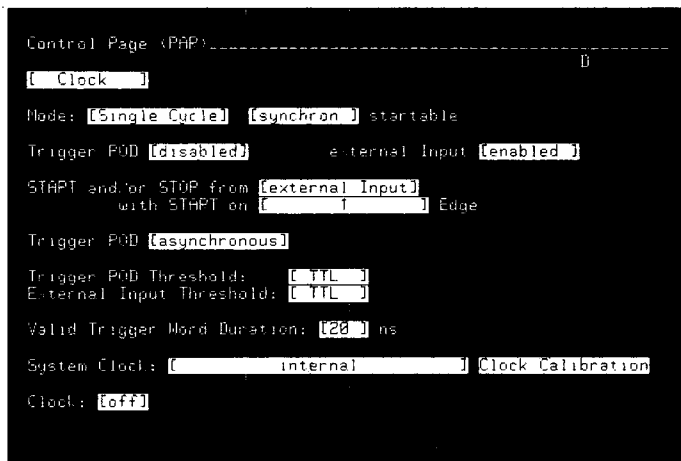 Control Page (PAP)
D
[ Clock ]
Mode: [Single Cycle] [synchron ] startable
Trigger POD [disabled] external Input [enabled ]
START and/or STOP from [external Input]
with START on [ ↑ ] Edge
Trigger POD [asynchronous]
Trigger POD Threshold: [ TTL ]
External Input Threshold: [ TTL ]
Valid Trigger Word Duration: [20 ] ns
System Clock: [ internal ] Clock Calibration
Clock: [off]